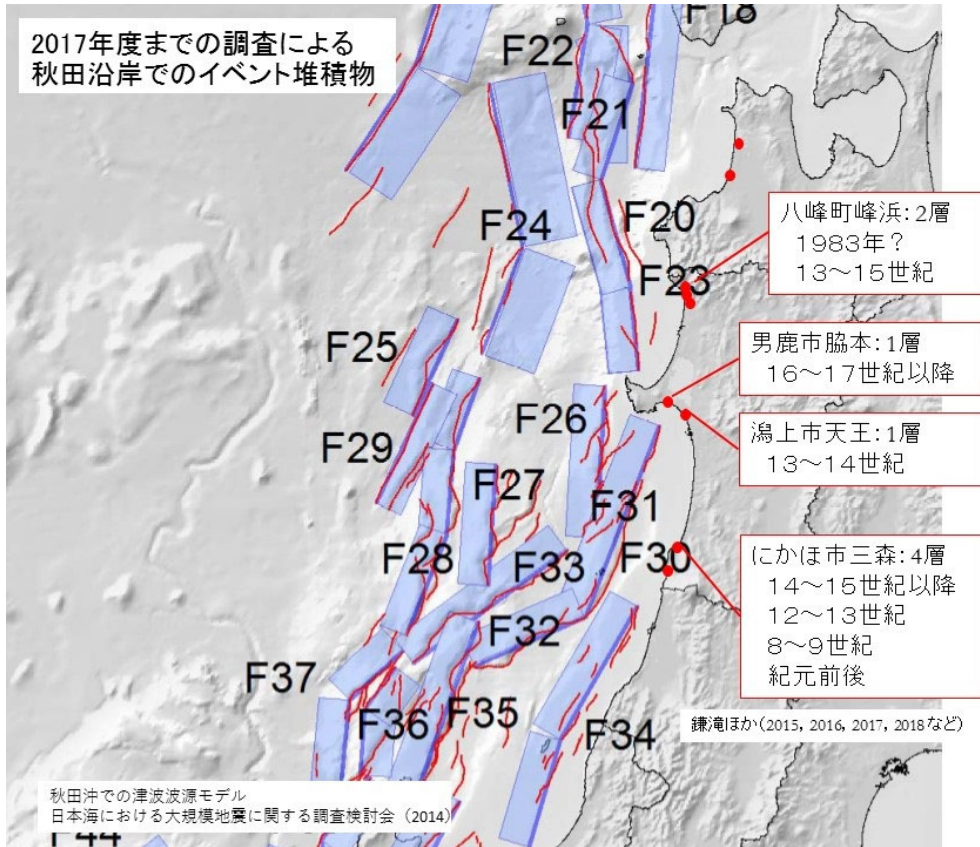 2017年度までの調査による
秋田沿岸でのイベント堆積物
F18
F22
F21
F24
F20
F23
F25
F26
F29
F27
F31
F28
F33
F30
F32
F37
F36
F35
F34
F44
八峰町峰浜:2層
1983年?
13~15世紀
男鹿市脇本:1層
16~17世紀以降
潟上市天王:1層
13~14世紀
にかほ市三森:4層
14~15世紀以降
12~13世紀
8~9世紀
紀元前後
鎌滝ほか(2015, 2016, 2017, 2018など)
秋田沖での津波波源モデル
日本海における大規模地震に関する調査検討会 (2014)